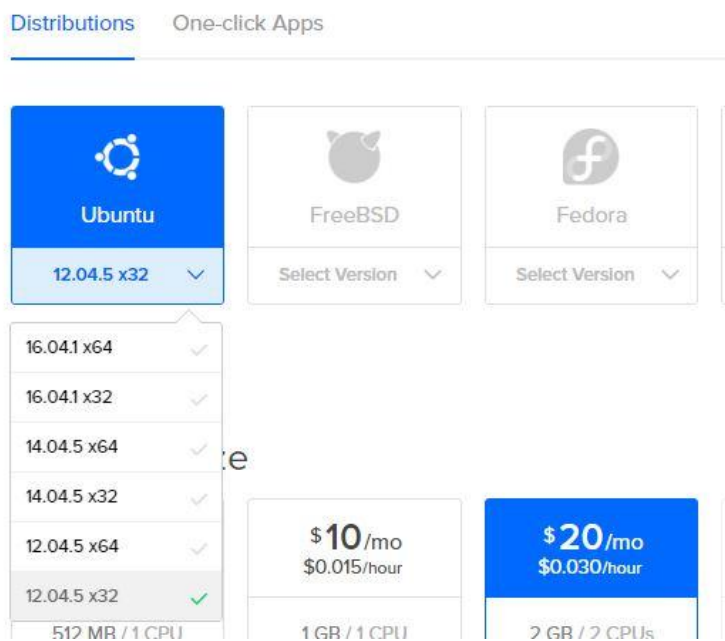 Distributions One-click Apps
Ubuntu FreeBSD Fedora
12.04.5 x32 Select Version Select Version
16.04.1 x64
16.04.1 x32
14.04.5 x64
14.04.5 x32
12.04.5 x64
12.04.5 x32
ze
$10/mo $20/mo
$0.015/hour $0.030/hour
512 MB / 1 CPU 1 GB / 1 CPU 2 GB / 2 CPUs